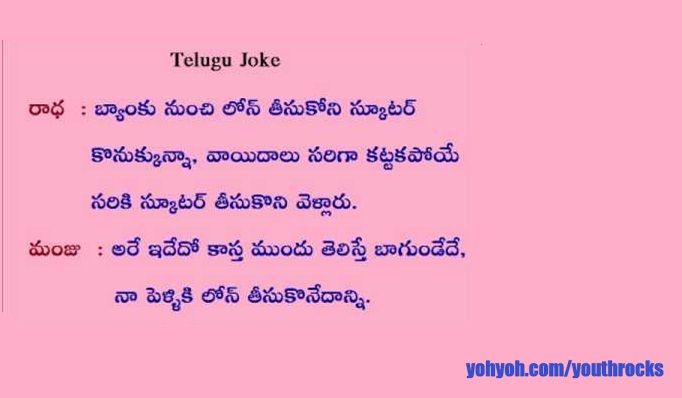 Telugu Joke
రాధ : బ్యాంకు నుంచి లోన్ తీసుకోని స్కూటర్
కొనుక్కున్నా, వాయిదాలు సరిగా కట్టకపోయే
సరికి స్కూటర్ తీసుకొని వెళ్లారు.
మంజు : అరే ఇదేదో కాస్త ముందు తెలిస్తే బాగుండేదే,
నా పెళ్ళికి లోన్ తీసుకొనేదాన్ని.
yohyoh.com/youthrocks